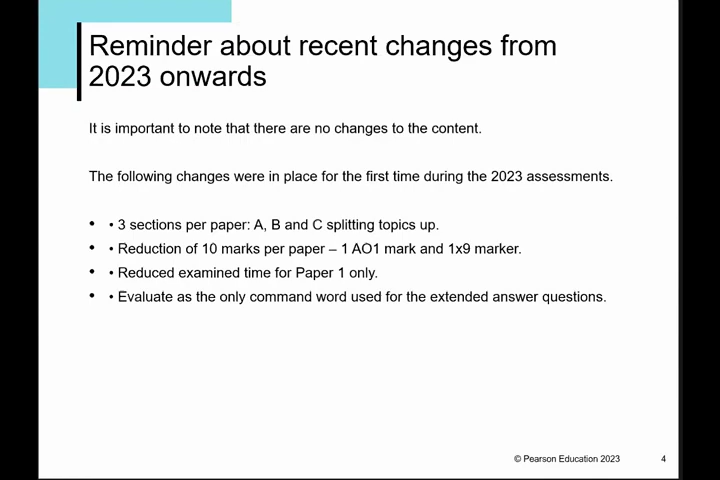 Reminder about recent changes from
2023 onwards
It is important to note that there are no changes to the content.
The following changes were in place for the first time during the 2023 assessments.
• • 3 sections per paper: A, B and C splitting topics up.
• • Reduction of 10 marks per paper – 1 AO1 mark and 1x9 marker.
• • Reduced examined time for Paper 1 only.
• • Evaluate as the only command word used for the extended answer questions.
© Pearson Education 2023 4